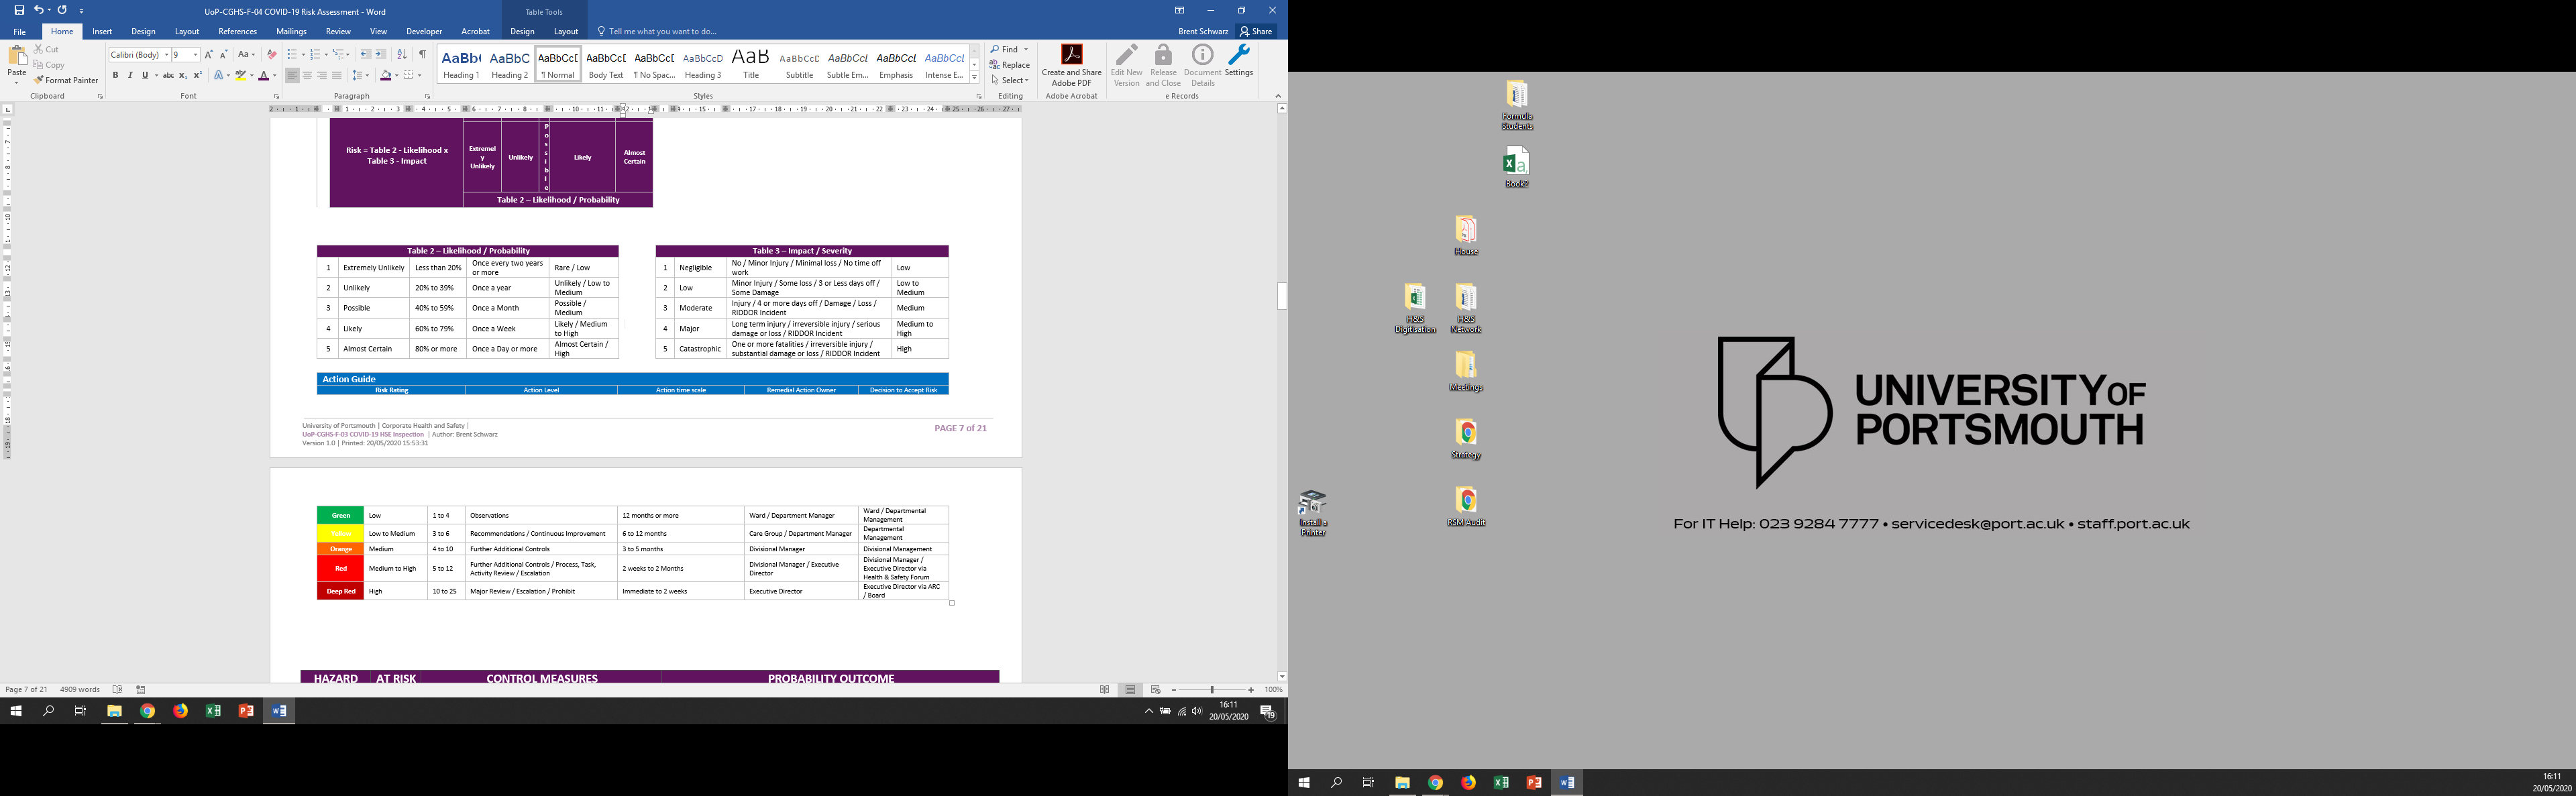 UoP-CGHS-F-04 COVID-19 Risk Assessment - Word
Table Tools
File Home Insert Design Layout References Mailings Review View Developer Acrobat Design Layout Tell me what you want to do...
Brent Schwarz Share
Paste
Cut
Copy
Format Painter
Clipboard
Calibri (Body) 9
Font
Paragraph
Heading 1 Heading 2 ¶ Normal Body Text ¶ No Spac... Heading 3 Title Subtitle Subtle Em... Emphasis Intense E...
Styles
Find
Replace
Select
Editing
Create and Share
Adobe PDF
Adobe Acrobat
Edit New
Version
Release
and Close
Document
Details
Settings
e Records
Risk = Table 2 - Likelihood x
Table 3 - Impact
Extremel
y
Unlikely
Unlikely
P
o
s
s
i
b
l
e
Likely
Almost
Certain
Table 2 – Likelihood / Probability
Table 2 – Likelihood / Probability
1 Extremely Unlikely Less than 20% Once every two years
or more Rare / Low
2 Unlikely 20% to 39% Once a year Unlikely / Low to
Medium
3 Possible 40% to 59% Once a Month Possible /
Medium
4 Likely 60% to 79% Once a Week Likely / Medium
to High
5 Almost Certain 80% or more Once a Day or more Almost Certain /
High
Table 3 – Impact / Severity
1 Negligible No / Minor Injury / Minimal loss / No time off
work Low
2 Low Minor Injury / Some loss / 3 or Less days off /
Some Damage Low to
Medium
3 Moderate Injury / 4 or more days off / Damage / Loss /
RIDDOR Incident Medium
4 Major Long term injury / irreversible injury / serious
damage or loss / RIDDOR Incident Medium to
High
5 Catastrophic One or more fatalities / irreversible injury /
substantial damage or loss / RIDDOR Incident High
Action Guide
Risk Rating Action Level Action time scale Remedial Action Owner Decision to Accept Risk
University of Portsmouth | Corporate Health and Safety |
UoP-CGHS-F-03 COVID-19 HSE Inspection | Author: Brent Schwarz
Version 1.0 | Printed: 20/05/2020 15:53:31
PAGE 7 of 21
Green Low 1 to 4 Observations 12 months or more Ward / Department Manager Ward / Departmental
Management
Yellow Low to Medium 3 to 6 Recommendations / Continuous Improvement 6 to 12 months Care Group / Department Manager Departmental
Management
Orange Medium 4 to 10 Further Additional Controls 3 to 5 months Divisional Manager Divisional Management
Red Medium to High 5 to 12 Further Additional Controls / Process, Task,
Activity Review / Escalation 2 weeks to 2 Months Divisional Manager / Executive
Director Divisional Manager /
Executive Director via
Health & Safety Forum
Deep Red High 10 to 25 Major Review / Escalation / Prohibit Immediate to 2 weeks Executive Director Executive Director via ARC
/ Board
HAZARD AT RISK CONTROL MEASURES PROBABILITY OUTCOME
Page 7 of 21 4909 words
100%
16:11
20/05/2020
19
Formula
Students
Book2
House
H&S
Digitisation
H&S
Network
Meetings
Strategy
RSM Audit
Install a
Printer
UNIVERSITY OF
PORTSMOUTH
For IT Help: 023 9284 7777 • servicedesk@port.ac.uk • staff.port.ac.uk
16:11
20/05/2020